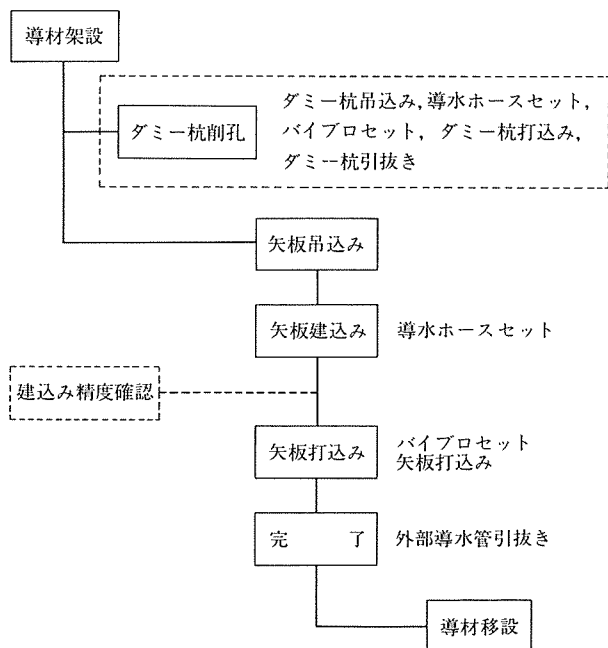 導材架設
ダミー杭削孔
ダミー杭吊込み,導水ホースセット,
バイブロセット, ダミー杭打込み,
ダミー杭引抜き
矢板吊込み
矢板建込み
導水ホースセット
建込み精度確認
矢板打込み
バイブロセット
矢板打込み
完 了
外部導水管引抜き
導材移設